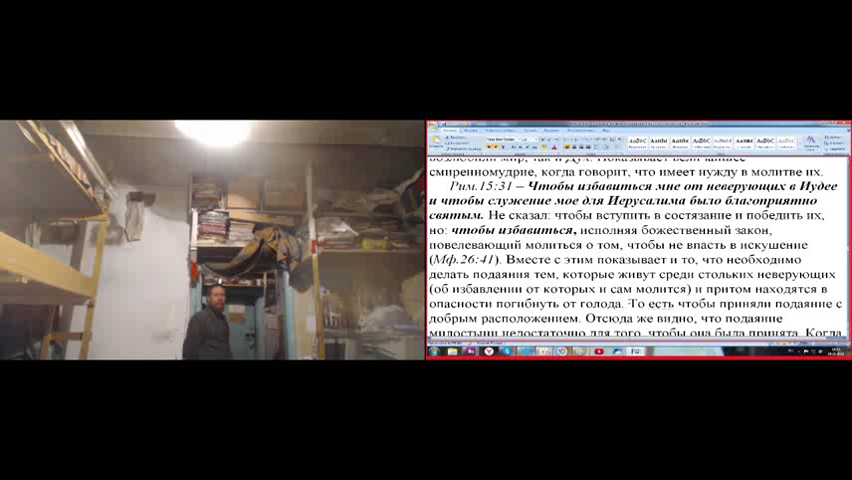 смиренномудрие, когда говорит, что имеет нужду в молитве их.
Рим.15:31 – Чтобы избавиться мне от неверующих в Иудее
и чтобы служение мое для Иерусалима было благоприятно
святым. Не сказал: чтобы вступить в состязание и победить их,
но: чтобы избавиться, исполняя божественный закон,
повелевающий молиться о том, чтобы не впасть в искушение
(Мф.26:41). Вместе с этим показывает и то, что необходимо
делать подаяния тем, которые живут среди стольких неверующих
(об избавлении от которых и сам молится) и притом находятся в
опасности погибнуть от голода. То есть чтобы приняли подаяние с
добрым расположением. Отсюда же видно, что подаяние
милостыни недостаточно для того, чтобы она была принята. Когда